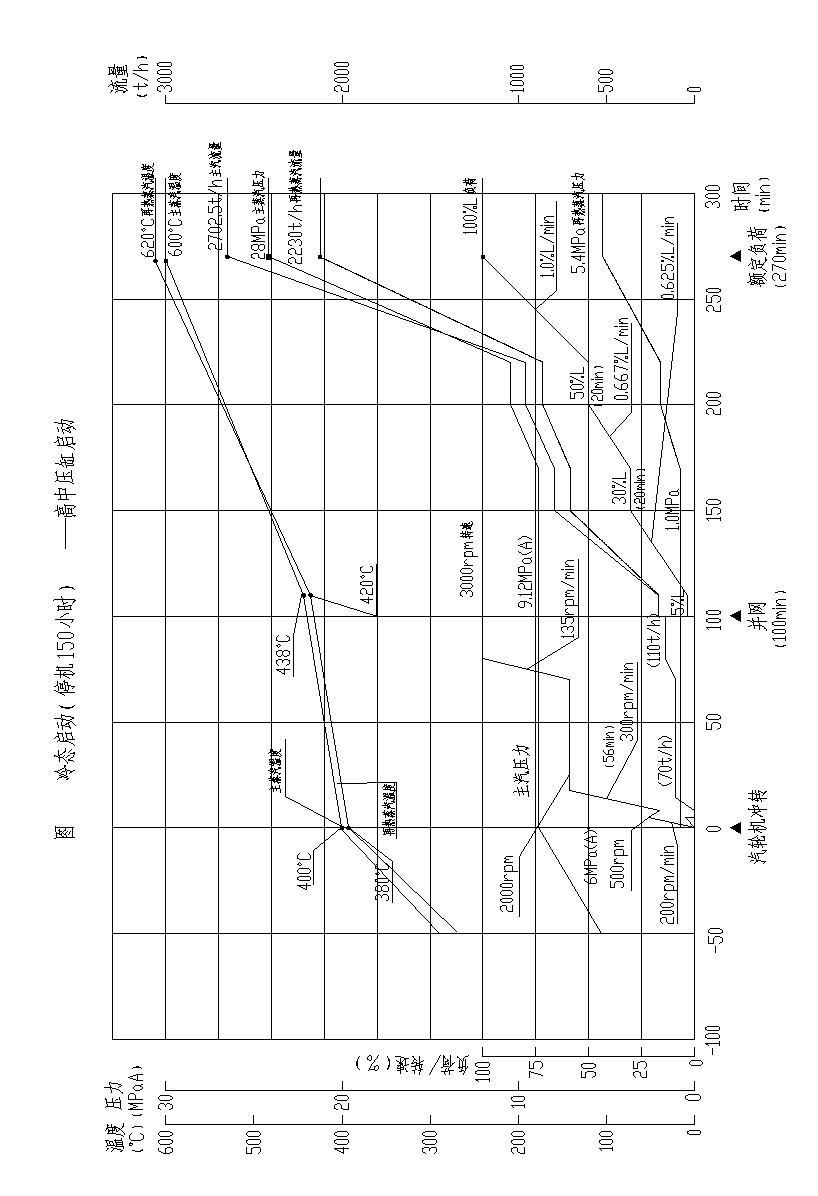 图 冷态启动(停机150小时) ——高中压缸启动
温度 压力
(℃) (MPaA)
600
500
400
300
200
100
0
30
20
10
0
负荷/转速(%)
100
75
50
25
0
流量
(t/h)
3000
2000
1000
500
0
620℃再热蒸汽温度
600℃主蒸汽温度
2702.5t/h主汽流量
28MPa主蒸汽压力
2230t/h再热蒸汽流量
100%L负荷
1.0%L/min
5.4MPa再热蒸汽压力
0.625%L/min
50%L
(20min)
0.667%L/min
30%L
(20min)
1.0MPa
438℃
420℃
主蒸汽温度
再热蒸汽温度
400℃
380℃
3000rpm转速
9.12MPa(A)
135rpm/min
5%L
(110t/h)
主汽压力
(56min)
300rpm/min
(70t/h)
2000rpm
6MPa(A)
500rpm
200rpm/min
-100
-50
0
50
100
150
200
250
300
时间
(min)
汽轮机冲转
并网
(100min)
额定负荷
(270min)